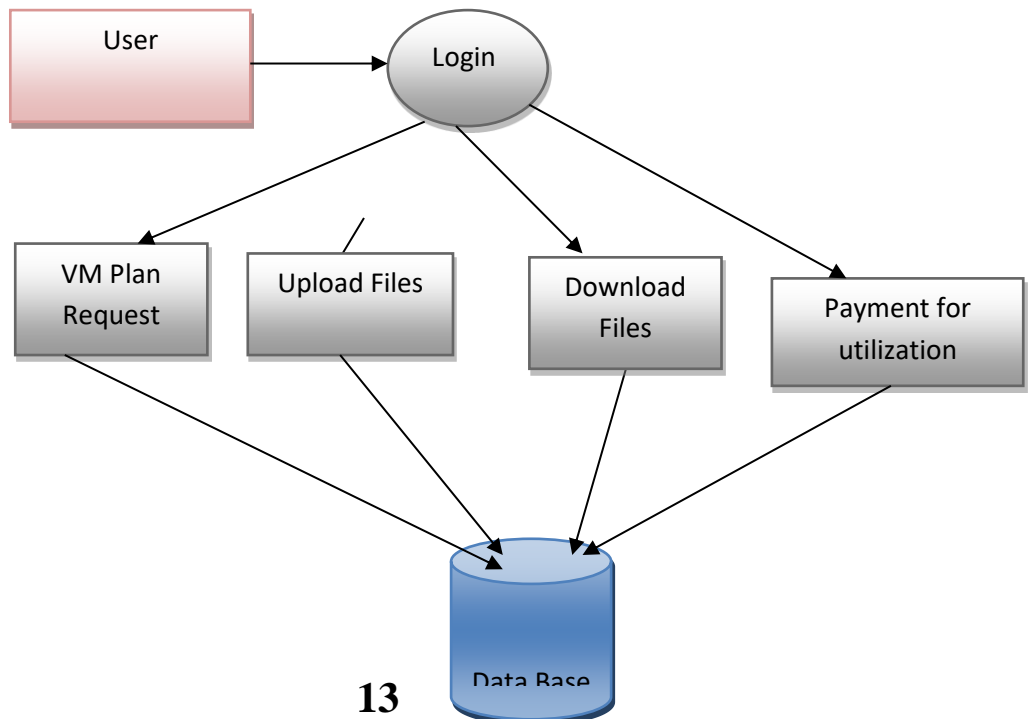 User
Login
VM Plan
Request
Upload Files
Download
Files
Payment for
utilization
Data Base
13